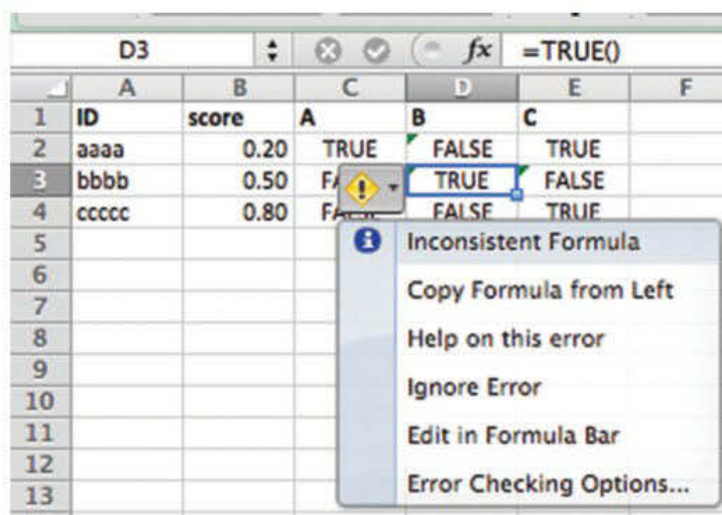 D3 fx =TRUE()
A B C D E F
1 ID score A B C
2 aaaa 0.20 TRUE FALSE TRUE
3 bbbb 0.50 TRUE FALSE
4 ccccc 0.80 FALSE TRUE
5 Inconsistent Formula
6
7 Copy Formula from Left
8 Help on this error
9
10 Ignore Error
11 Edit in Formula Bar
12
13 Error Checking Options...